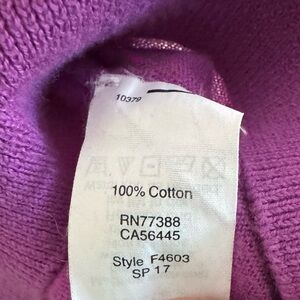 10379
100% Cotton
RN77388
CA56445
Style F4603
SP 17